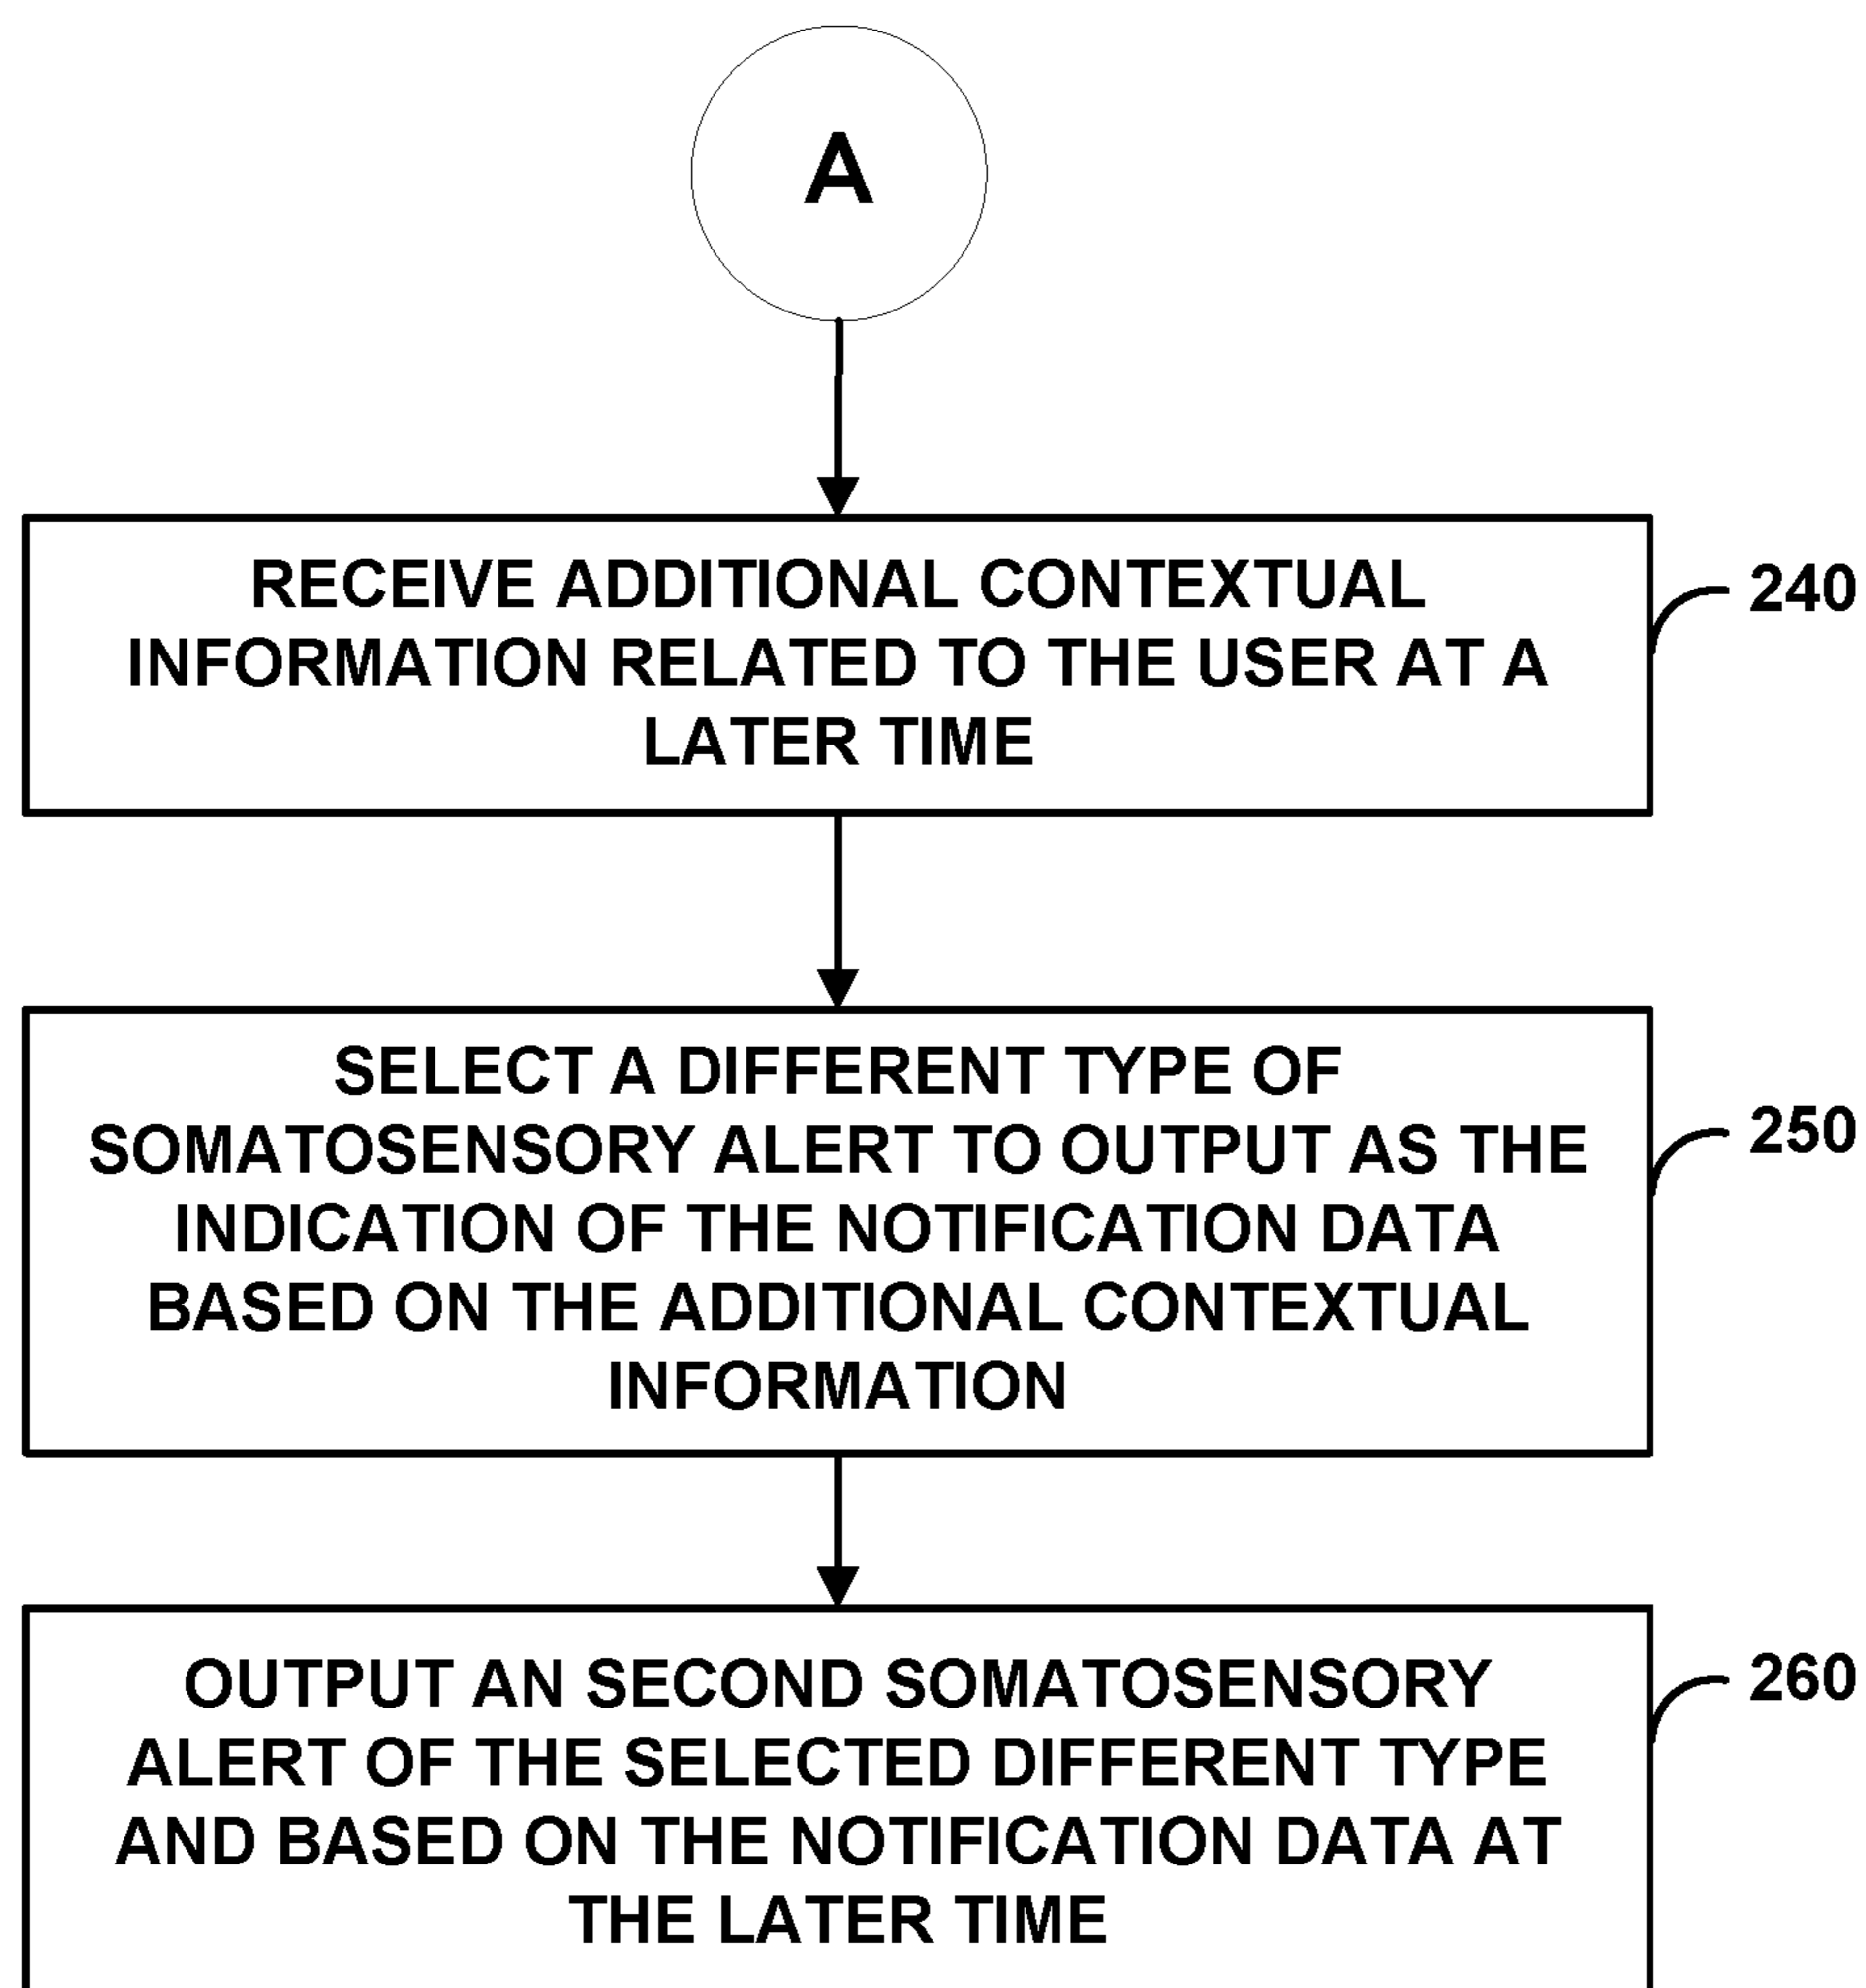 A
RECEIVE ADDITIONAL CONTEXTUAL
INFORMATION RELATED TO THE USER AT A
LATER TIME
240
SELECT A DIFFERENT TYPE OF
SOMATOSENSORY ALERT TO OUTPUT AS THE
INDICATION OF THE NOTIFICATION DATA
BASED ON THE ADDITIONAL CONTEXTUAL
INFORMATION
250
OUTPUT AN SECOND SOMATOSENSORY
ALERT OF THE SELECTED DIFFERENT TYPE
AND BASED ON THE NOTIFICATION DATA AT
THE LATER TIME
260